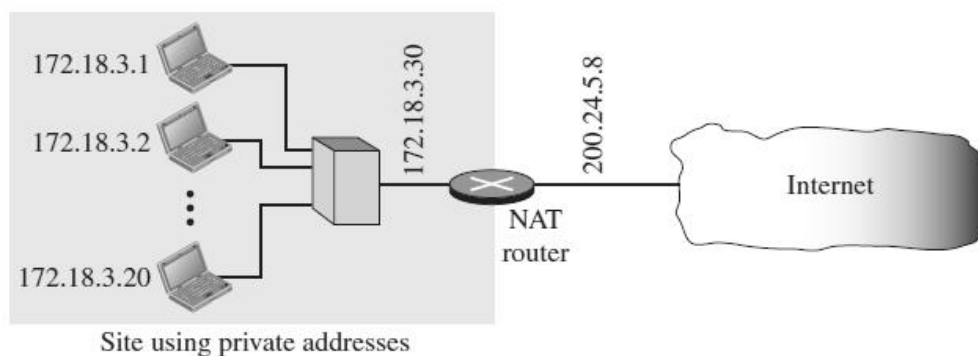 172.18.3.1
172.18.3.2
172.18.3.20
172.18.3.30
200.24.5.8
NAT
router
Internet
Site using private addresses